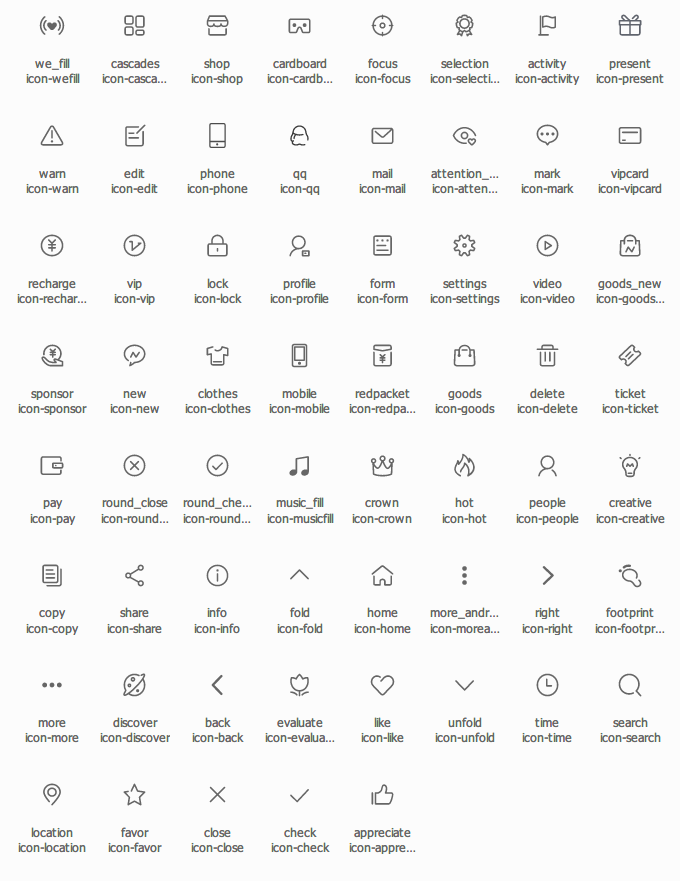 we_fill cascades shop cardboard focus selection activity present
icon-wefill icon-casca... icon-shop icon-cardb... icon-focus icon-selecti... icon-activity icon-present
warn edit phone qq mail attention_... mark vipcard
icon-warn icon-edit icon-phone icon-qq icon-mail icon-atten... icon-mark icon-vipcard
recharge vip lock profile form settings video goods_new
icon-rechar... icon-vip icon-lock icon-profile icon-form icon-settings icon-video icon-goods...
sponsor new clothes mobile redpacket goods delete ticket
icon-sponsor icon-new icon-clothes icon-mobile icon-redpa... icon-goods icon-delete icon-ticket
pay round_close round_che... music_fill crown hot people creative
icon-pay icon-round... icon-round... icon-musicfill icon-crown icon-hot icon-people icon-creative
copy share info fold home more_andr... right footprint
icon-copy icon-share icon-info icon-fold icon-home icon-morea... icon-right icon-footpr...
more discover back evaluate like unfold time search
icon-more icon-discover icon-back icon-evalua... icon-like icon-unfold icon-time icon-search
location favor close check appreciate
icon-location icon-favor icon-close icon-check icon-appre...